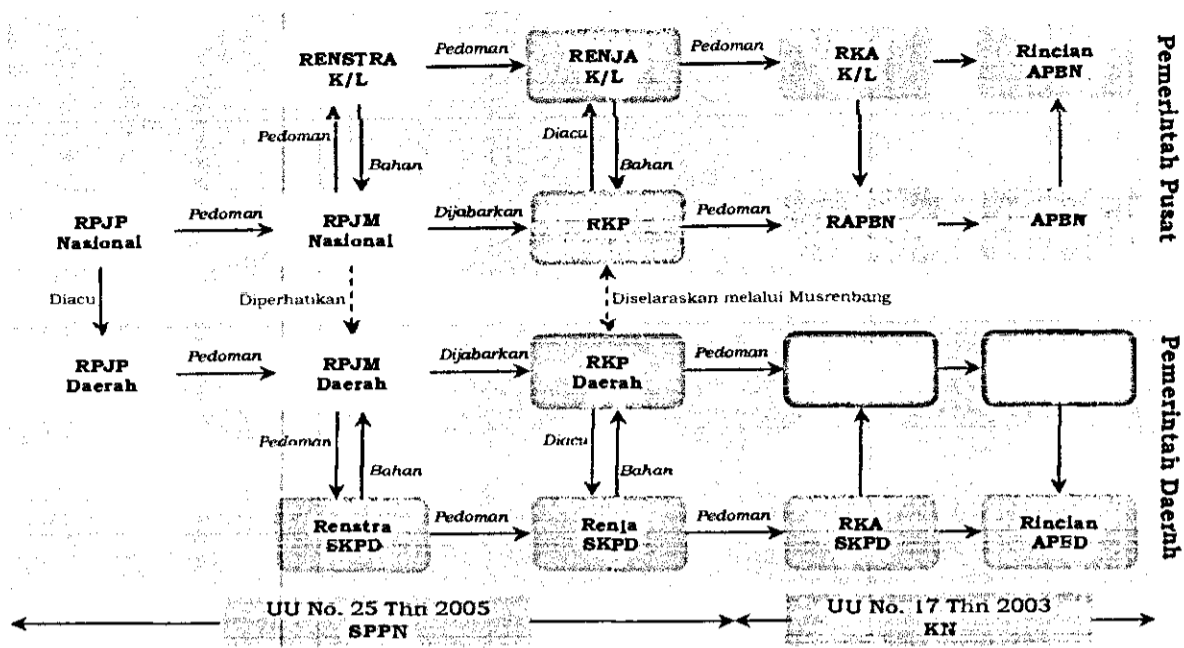 Pedoman
Pedoman
RENSTRA
K/L
RENJA
K/L
RKA
K/L
Rincian
APBN
Pemerintah Pusat
Pedoman
Bahan
Diacu
Bahan
RPJP
Nasional
Pedoman
RPJM
Nasional
Dijabarkan
RKP
Pedoman
RAPBN
APBN
Diacu
Diperhatikan
Diselaraskan melalui Musrenbang
RPJP
Daerah
Pedoman
RPJM
Daerah
Dijabarkan
RKP
Daerah
Pedoman
Pemerintah Daernh
Pedoman
Bahan
Diacu
Bahan
Renstra
SKPD
Pedoman
Renja
SKPD
Pedoman
RKA
SKPD
Rincian
APBD
UU No. 25 Thn 2005
SPPN
UU No. 17 Thn 2003
KN